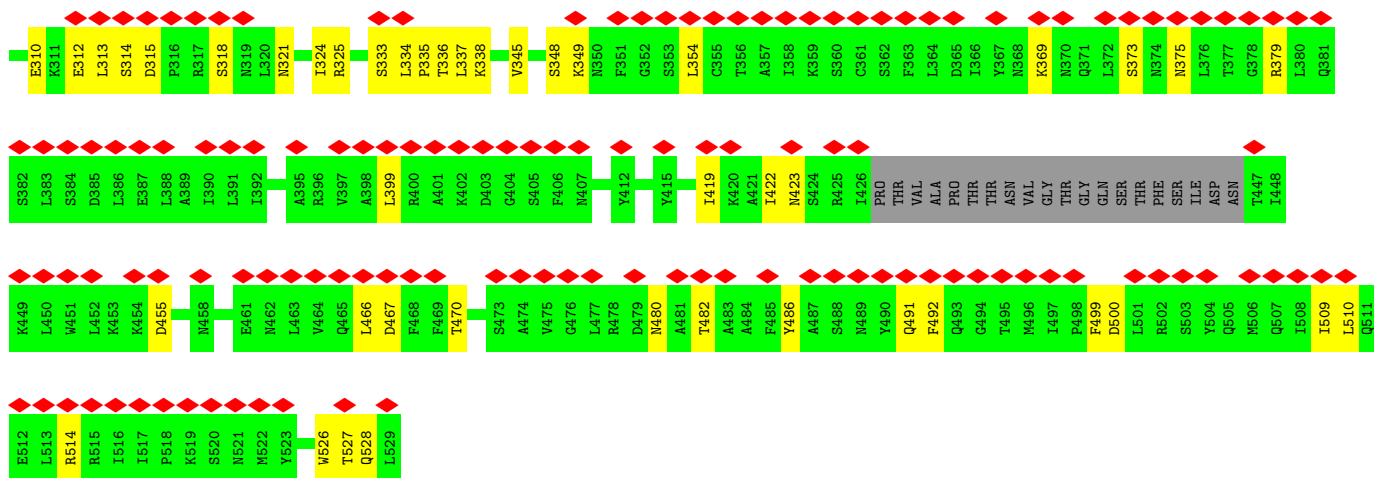 E310 K311 E312 L313 S314 D315 P316 R317 S318 N319 L320 N321 I324 R325 S333 L334 P335 T336 L337 K338 V345 S348 K349 N350 F351 G352 S353 L354 C355 T356 A357 I358 K359 S360 C361 S362 F363 L364 D365 I366 Y367 N368 K369 N370 Q371 L372 S373 N374 N375 L376 T377 G378 R379 L380 Q381
S382 L383 S384 D385 L386 E387 L388 A389 I390 L391 I392 A395 R396 V397 A398 L399 R400 A401 K402 D403 G404 S405 F406 N407 Y412 Y415 I419 K420 A421 I422 N423 S424 R425 I426 PRO THR VAL ALA PRO THR THR ASN VAL GLY THR GLY GLN SER THR PHE SER ILE ASP ASN T447 I448
K449 L450 W451 L452 K453 K454 D455 N458 E461 N462 L463 V464 Q465 L466 D467 F468 F469 T470 S473 A474 V475 G476 L477 R478 D479 N480 A481 T482 A483 A484 F485 Y486 A487 S488 N489 Y490 Q491 F492 Q493 G494 T495 M496 I497 P498 F499 D500 L501 R502 S503 Y504 Q505 M506 Q507 I508 I509 L510 Q511
E512 L513 R514 R515 I516 I517 P518 K519 S520 N521 M522 Y523 W526 T527 Q528 L529